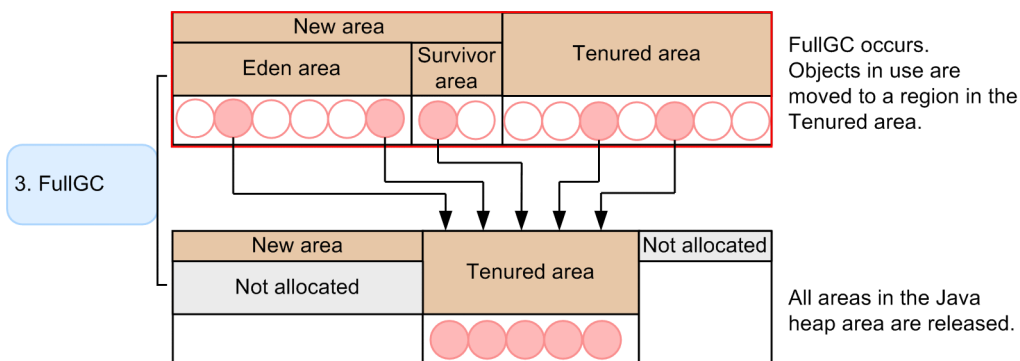 New area
Tenured area
Eden area
Survivor
area
FullGC occurs.
Objects in use are
moved to a region in the
Tenured area.
3. FullGC
New area
Tenured area
Not allocated
Not allocated
All areas in the Java
heap area are released.